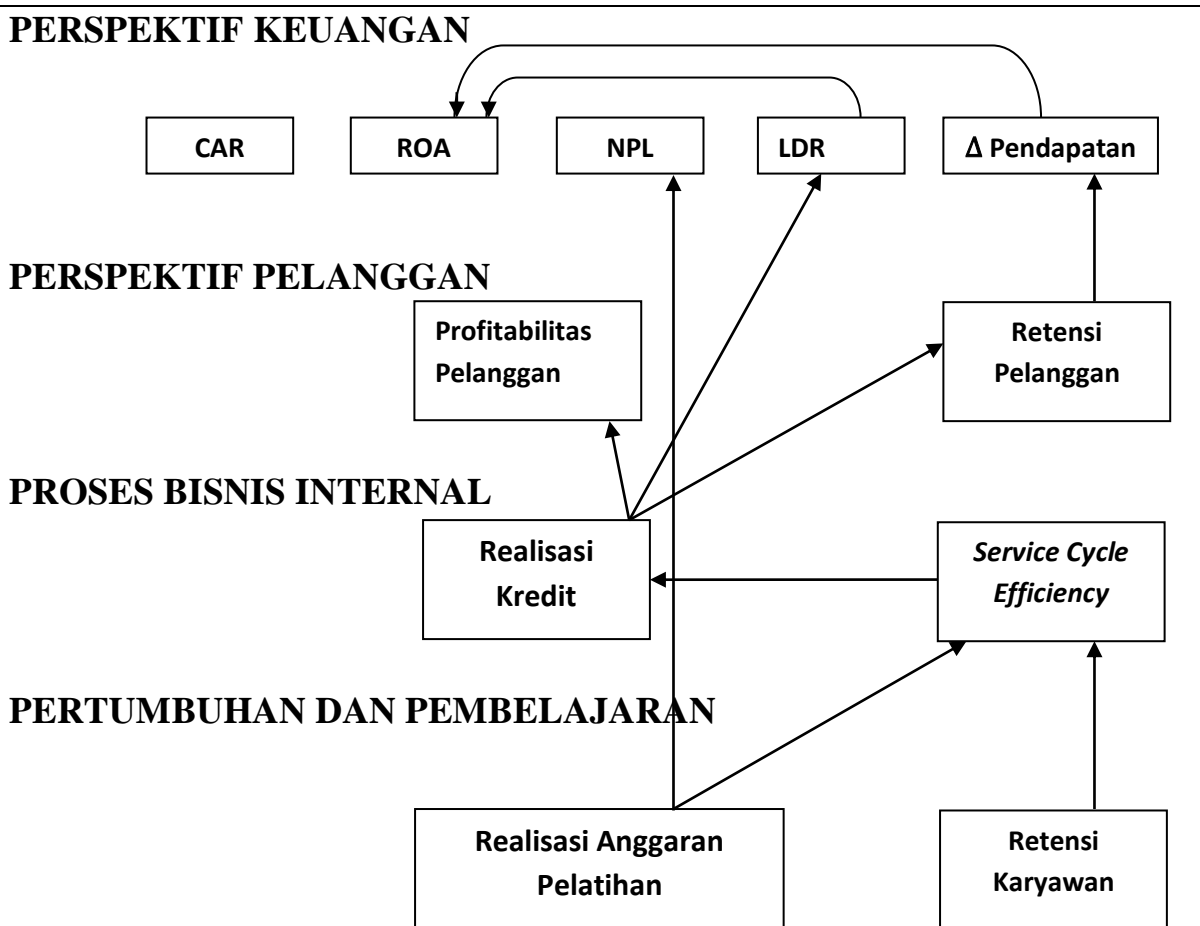 PERSPEKTIF KEUANGAN
CAR
ROA
NPL
LDR
Δ Pendapatan
PERSPEKTIF PELANGGAN
Profitabilitas
Pelanggan
Retensi
Pelanggan
PROSES BISNIS INTERNAL
Realisasi
Kredit
Service Cycle
Efficiency
PERTUMBUHAN DAN PEMBELAJARAN
Realisasi Anggaran
Pelatihan
Retensi
Karyawan